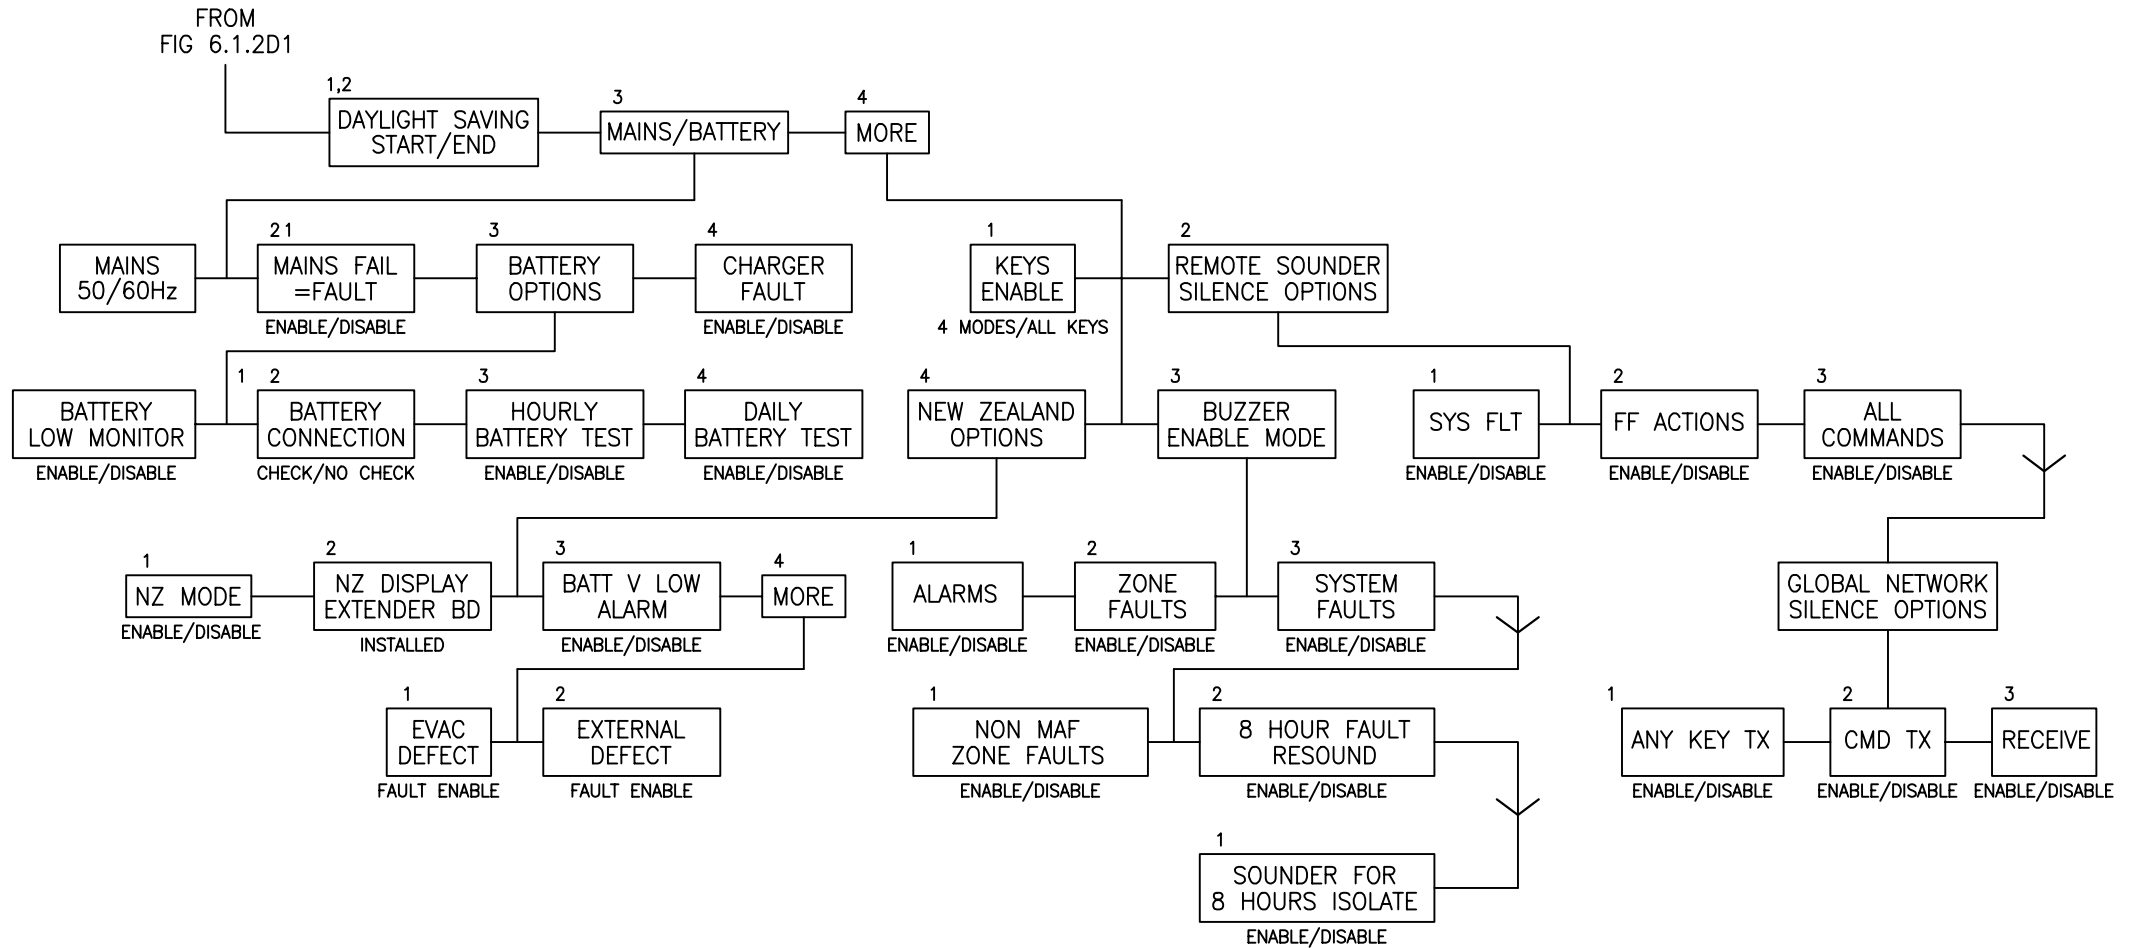 FROM
FIG 6.1.2D1
1,2
DAYLIGHT SAVING
START/END
3
MAINS/BATTERY
4
MORE
MAINS
50/60Hz
2 1
MAINS FAIL
=FAULT
ENABLE/DISABLE
3
BATTERY
OPTIONS
4
CHARGER
FAULT
ENABLE/DISABLE
1
KEYS
ENABLE
4 MODES/ALL KEYS
2
REMOTE SOUNDER
SILENCE OPTIONS
BATTERY
LOW MONITOR
ENABLE/DISABLE
1
2
BATTERY
CONNECTION
CHECK/NO CHECK
3
HOURLY
BATTERY TEST
ENABLE/DISABLE
4
DAILY
BATTERY TEST
ENABLE/DISABLE
4
NEW ZEALAND
OPTIONS
3
BUZZER
ENABLE MODE
1
SYS FLT
ENABLE/DISABLE
2
FF ACTIONS
ENABLE/DISABLE
3
ALL
COMMANDS
ENABLE/DISABLE
1
NZ MODE
ENABLE/DISABLE
2
NZ DISPLAY
EXTENDER BD
INSTALLED
3
BATT V LOW
ALARM
ENABLE/DISABLE
4
MORE
1
ALARMS
ENABLE/DISABLE
2
ZONE
FAULTS
ENABLE/DISABLE
3
SYSTEM
FAULTS
ENABLE/DISABLE
GLOBAL NETWORK
SILENCE OPTIONS
1
EVAC
DEFECT
FAULT ENABLE
2
EXTERNAL
DEFECT
FAULT ENABLE
1
NON MAF
ZONE FAULTS
ENABLE/DISABLE
2
8 HOUR FAULT
RESOUND
ENABLE/DISABLE
1
ANY KEY TX
ENABLE/DISABLE
2
CMD TX
ENABLE/DISABLE
3
RECEIVE
ENABLE/DISABLE
1
SOUNDER FOR
8 HOURS ISOLATE
ENABLE/DISABLE